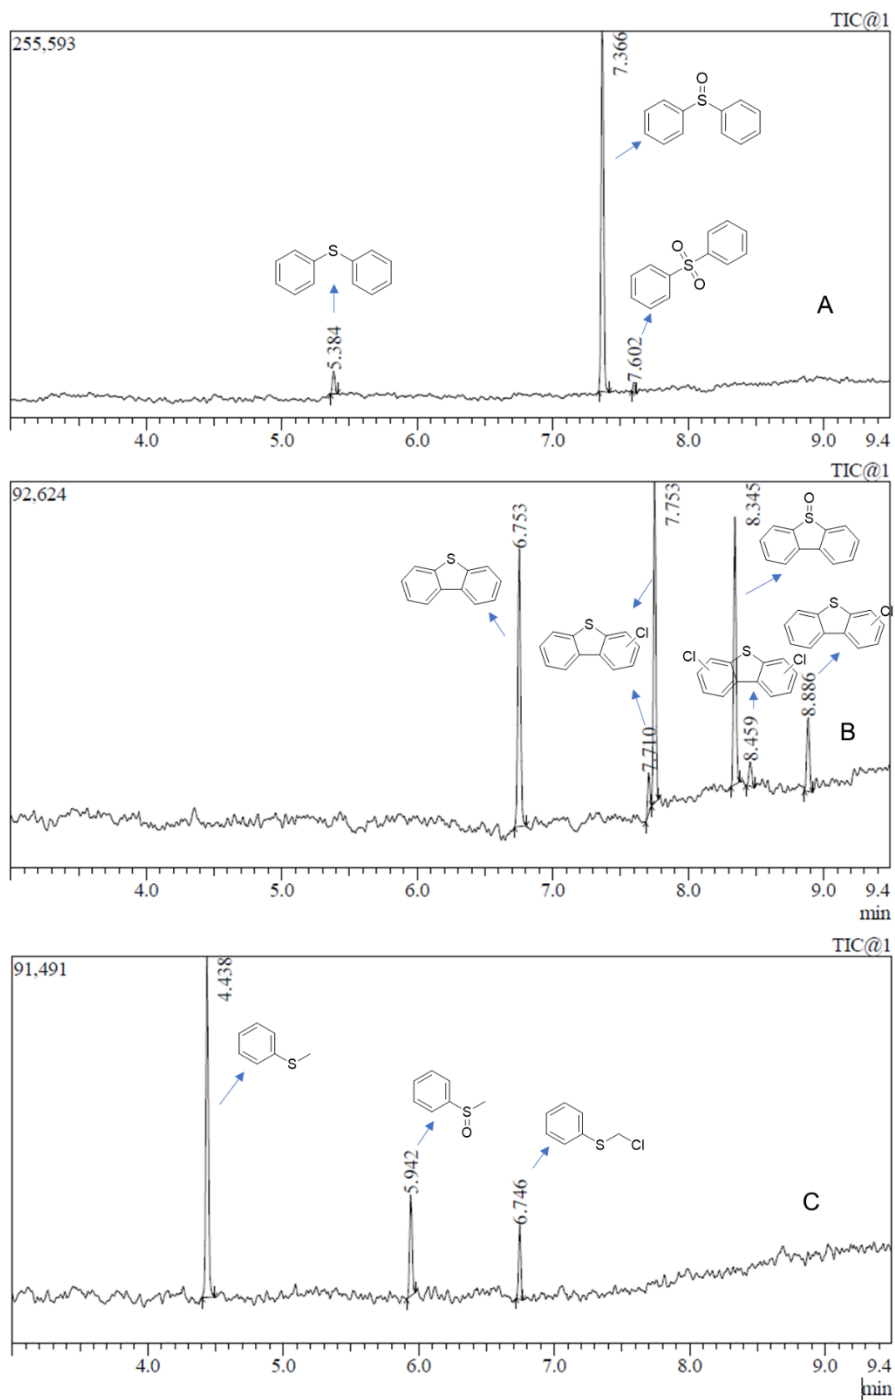 TIC@1
255,593
7.366
O
S
S
O
S
O
5.384
7.602
A
4.0 5.0 6.0 7.0 8.0 9.0 9.4
TIC@1
92,624
6.753
7.753
8.345
O
S
S
S
Cl
S
Cl
S
Cl
Cl
7.710
8.459
8.886
B
4.0 5.0 6.0 7.0 8.0 9.0 9.4
min
TIC@1
91,491
4.438
S
S
O
S
Cl
5.942
6.746
C
4.0 5.0 6.0 7.0 8.0 9.0 9.4
min